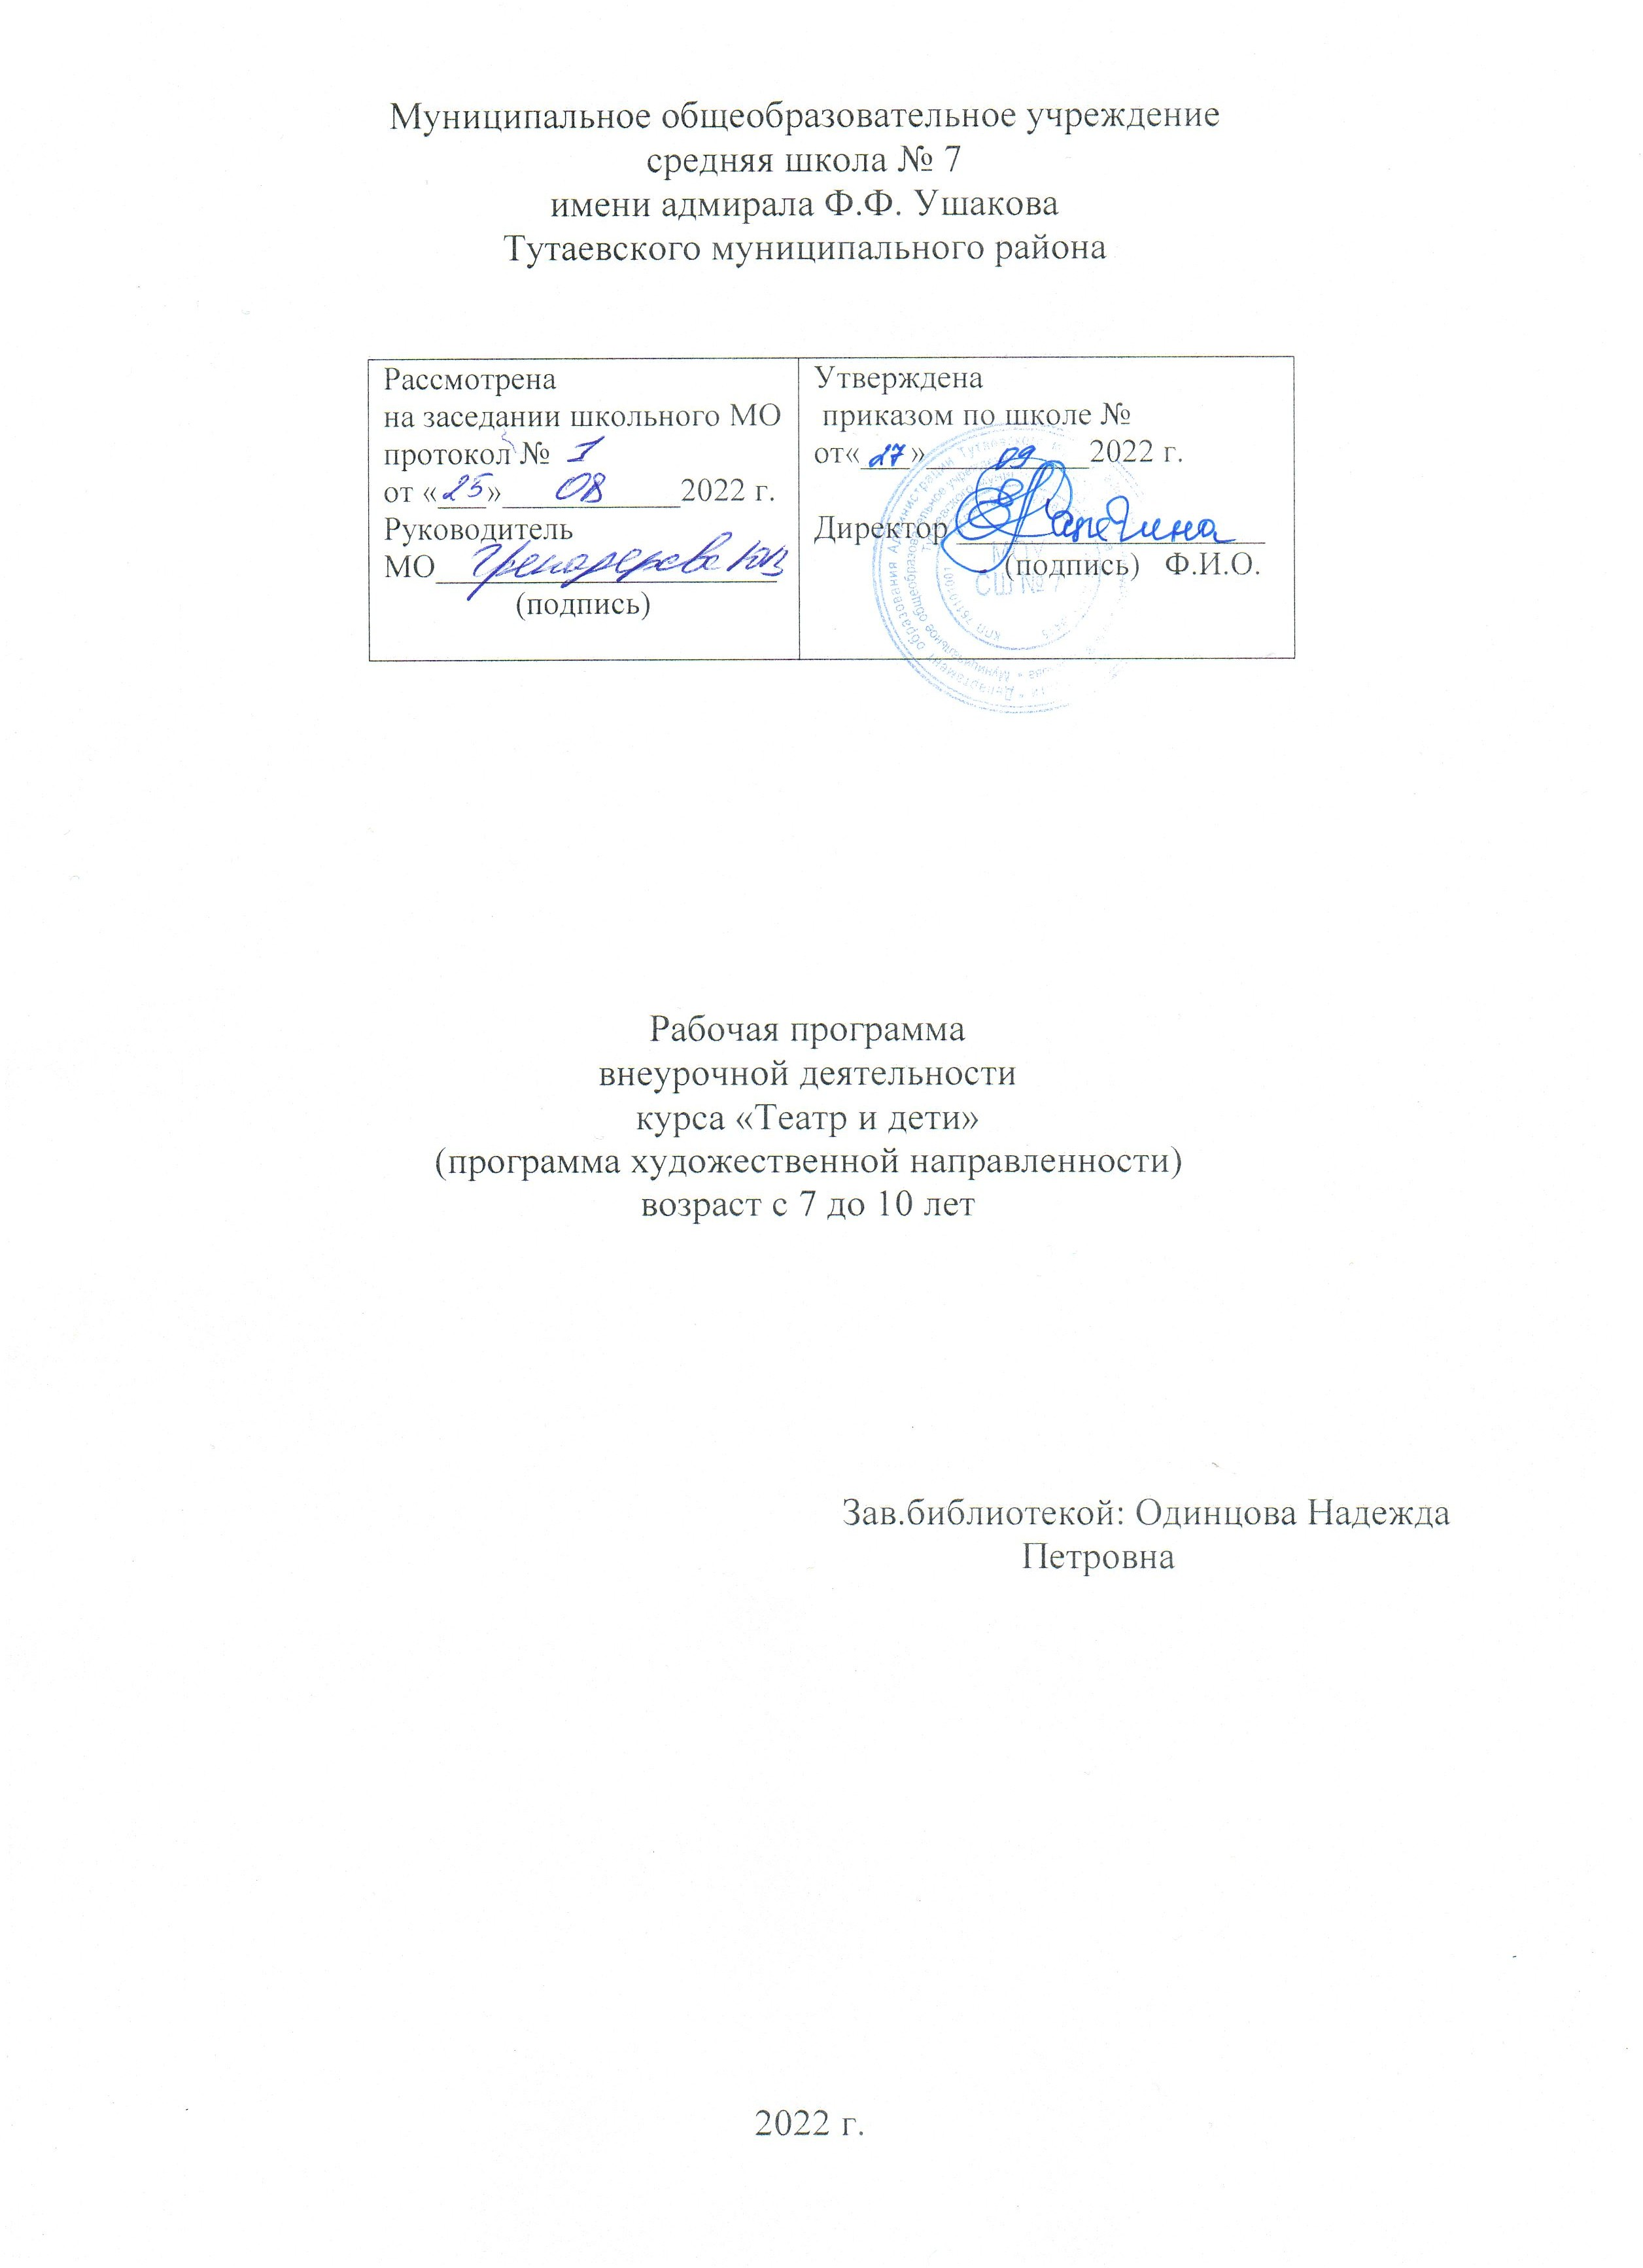 Муниципальное общеобразовательное учреждение
средняя школа № 7
имени адмирала Ф.Ф. Ушакова
Тутаевского муниципального района
Рассмотрена
на заседании школьного МО
протокол № 1
от «25» 08 2022 г.
Руководитель
МО
(подпись)
Утверждена
приказом по школе №
от«27» 09 2022 г.
Директор
(подпись) Ф.И.О.
СШ № 7
Рабочая программа
внеурочной деятельности
курса «Театр и дети»
(программа художественной направленности)
возраст с 7 до 10 лет
Зав.библиотекой: Одинцова Надежда
Петровна
2022 г.